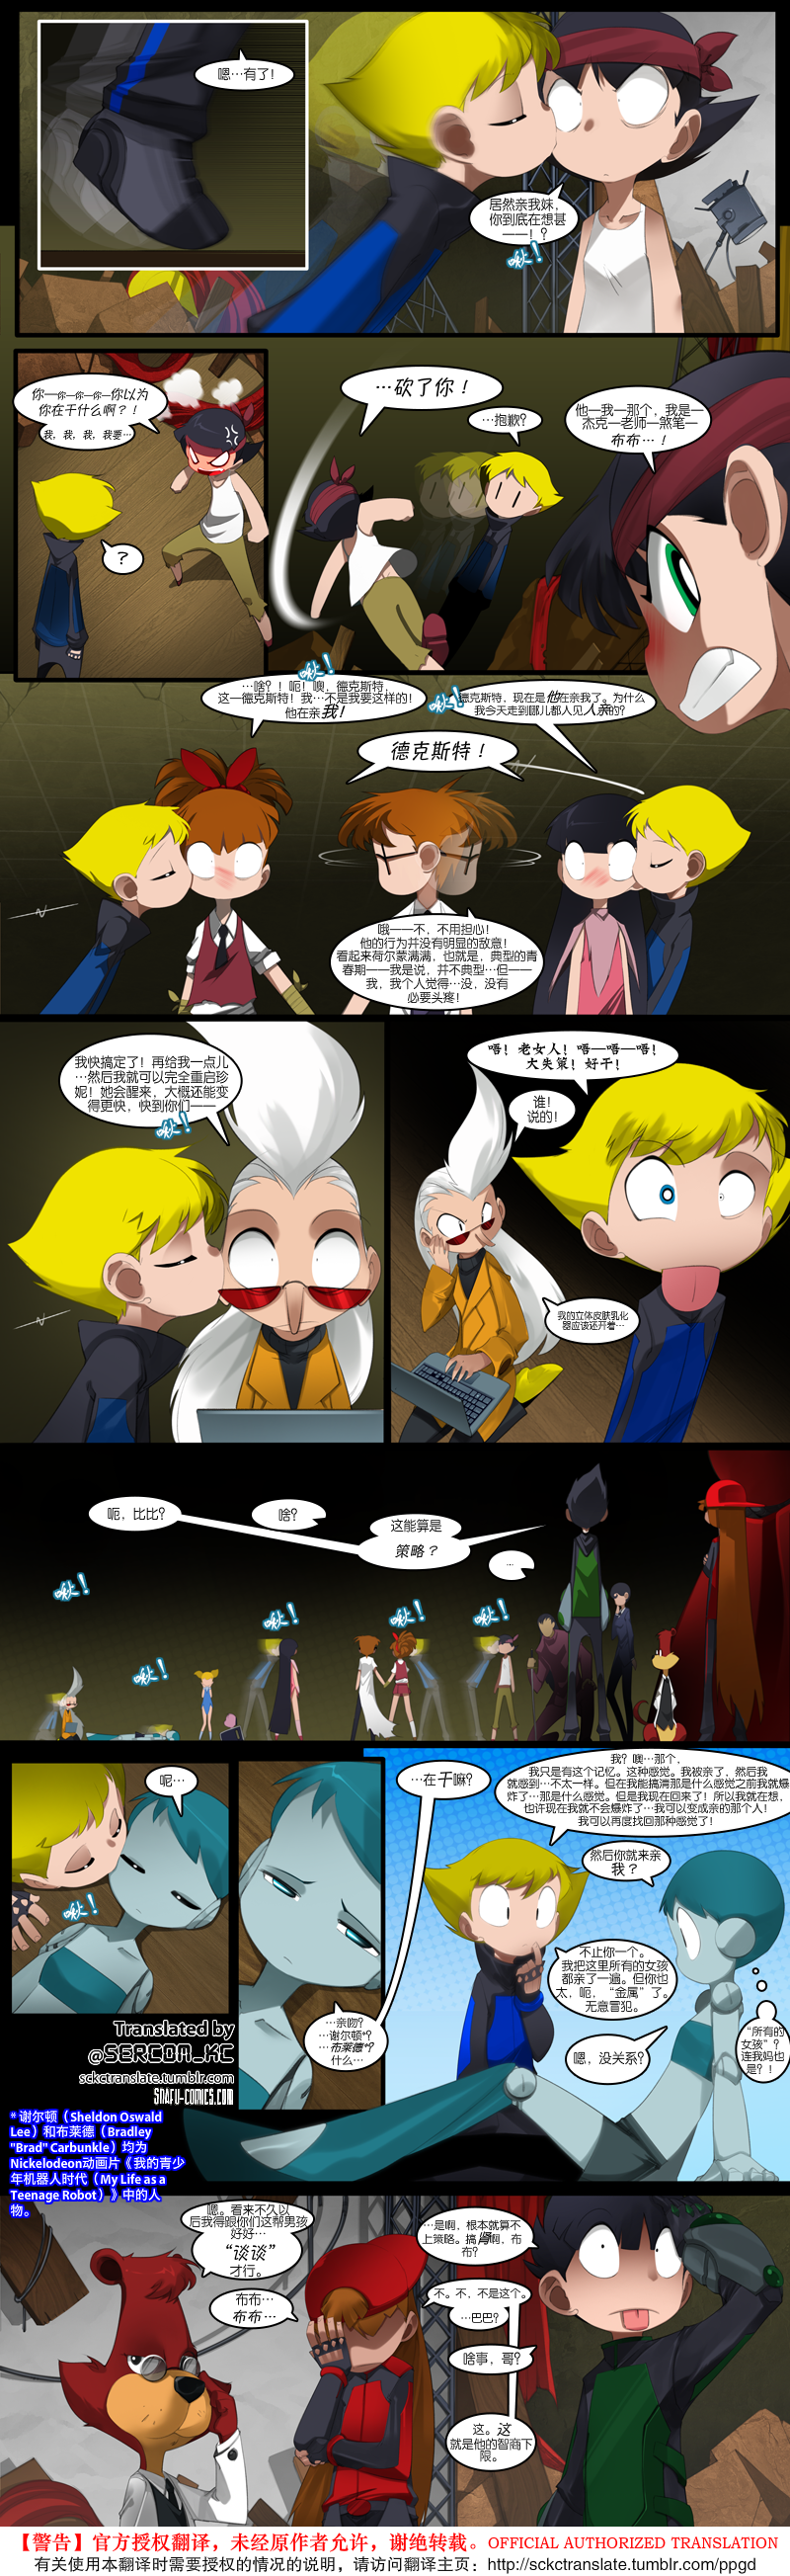 嗯…有了!
居然亲我妹，
你到底在想甚
——！？
啾！
你—你—你—你以为
你在干什么啊？！
我，我，我，我要…
？
…砍了你！
…抱歉?
他—我—那个，我是—
杰克—老师—煞笔—
布布…！
啾！
…啥？！呃！噢，德克斯特，
这—德克斯特！我…不是我要这样的！
他在亲我！
啾！
德克斯特，现在是他在亲我了。为什么
我今天走到哪儿都人见人亲的?
德克斯特！
哦——不，不用担心！
他的行为并没有明显的敌意！
看起来荷尔蒙满满，也就是，典型的青
春期——我是说，并不典型…但——
我，我个人觉得…没，没有
必要头疼！
我快搞定了！再给我一点儿
…然后我就可以完全重启珍
妮！她会醒来，大概还能变
得更快，快到你们——
啾！
唔！老女人！唔—唔—唔！
大失策！好干！
谁！
说的！
我的立体皮肤乳化
器应该还开着…
呃，比比?
啥?
这能算是
策略？
…
啾！
啾！
啾！
啾！
啾！
呢…
啾！
…在干嘛?
…亲吻？
…谢尔顿*?
…布莱德*?
什么…
我？噢…那个，
我只是有这个记忆。这种感觉。我被亲了，然后我
就感到…不太一样。但在我能搞清那是什么感觉之前我就爆
炸了…那是什么感觉。但是我现在回来了！所以我就在想，
也许现在我就不会爆炸了…我可以变成亲的那个人！
我可以再度找回那种感觉了！
然后你就来亲
我？
不止你一个。
我把这里所有的女孩
都亲了一遍。但你也
太，呃，“金属”了。
无意冒犯。
嗯，没关系?
“所有的
女孩”？
连我妈也
是？！
Translated by
@SERCOM_KC
sckctranslate.tumblr.com
SNAFU-COMICS.com
* 谢尔顿（Sheldon Oswald
Lee）和布莱德（Bradley
"Brad" Carbunkle）均为
Nickelodeon动画片《我的青少
年机器人时代（My Life as a
Teenage Robot）》中的人
物。
嗯。看来不久以
后我得跟你们这帮男孩
好好…
“谈谈”
才行。
布布…
布布…
…是啊，根本就算不
上策略。搞啊，布
布?
不。不，不是这个。
…巴巴?
啥事，哥？
这。这
就是他的智商下
限。
【警告】官方授权翻译，未经原作者允许，谢绝转载。OFFICIAL AUTHORIZED TRANSLATION
有关使用本翻译时需要授权的情况的说明，请访问翻译主页：http://sckctranslate.tumblr.com/ppgd